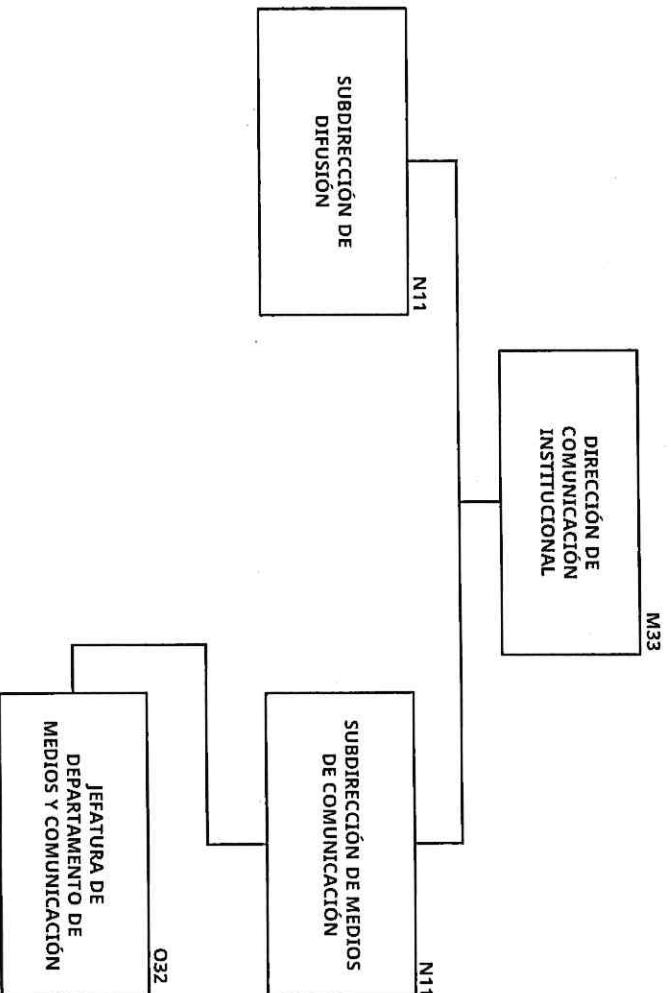 M33
DIRECCIÓN DE
COMUNICACIÓN
INSTITUCIONAL
N11
SUBDIRECCIÓN DE
DIFUSIÓN
N11
SUBDIRECCIÓN DE MEDIOS
DE COMUNICACIÓN
O32
JEFATURA DE
DEPARTAMENTO DE
MEDIOS Y COMUNICACIÓN